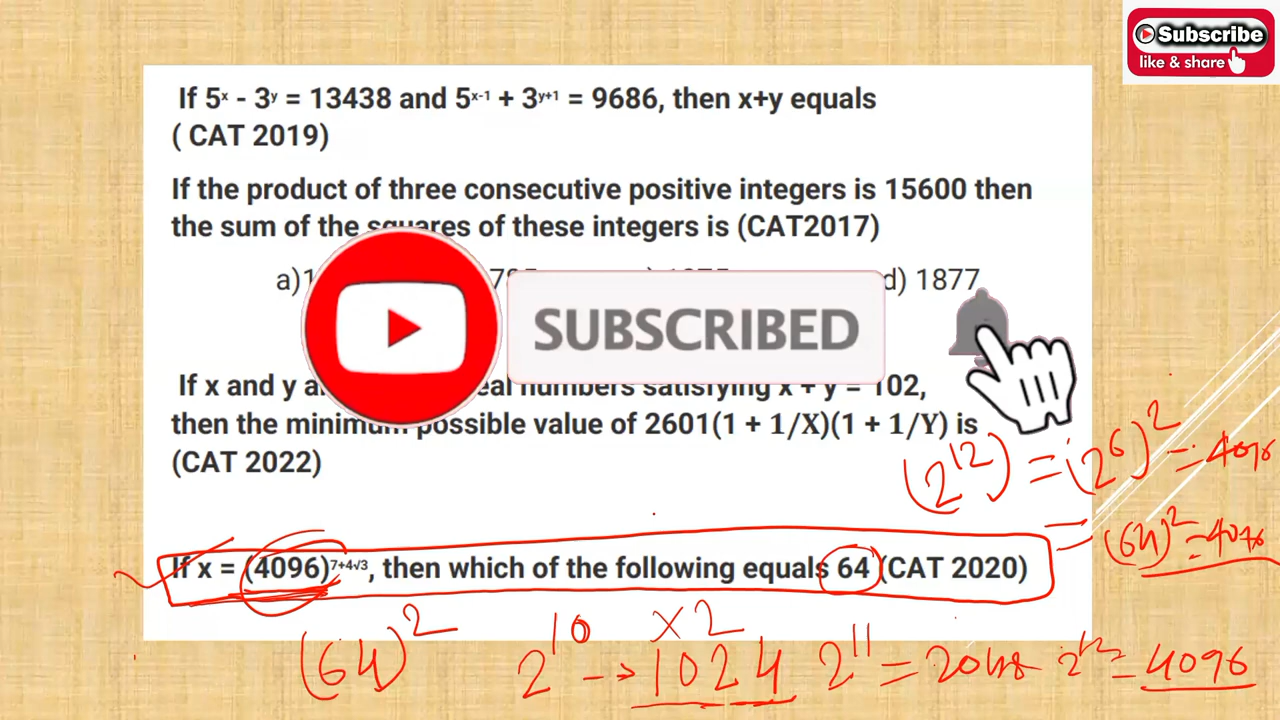 Subscribe
like & share
If 5ˣ - 3ʸ = 13438 and 5ˣ⁻¹ + 3ʸ⁺¹ = 9686, then x+y equals
( CAT 2019)
If the product of three consecutive positive integers is 15600 then
the sum of the squares of these integers is (CAT2017)
a) d) 1877
SUBSCRIBED
If x and y numbers satisfying x + y = 102,
then the minimum possible value of 2601(1 + 1/X)(1 + 1/Y) is
(CAT 2022)
(2¹²) = (2⁶)² = 4096
= (64)² = 4096
If x = (4096)⁷⁺⁴√³, then which of the following equals 64 (CAT 2020)
(64)² 2¹⁰ → 1024 ×2 2¹¹ = 2048 2¹² = 4096